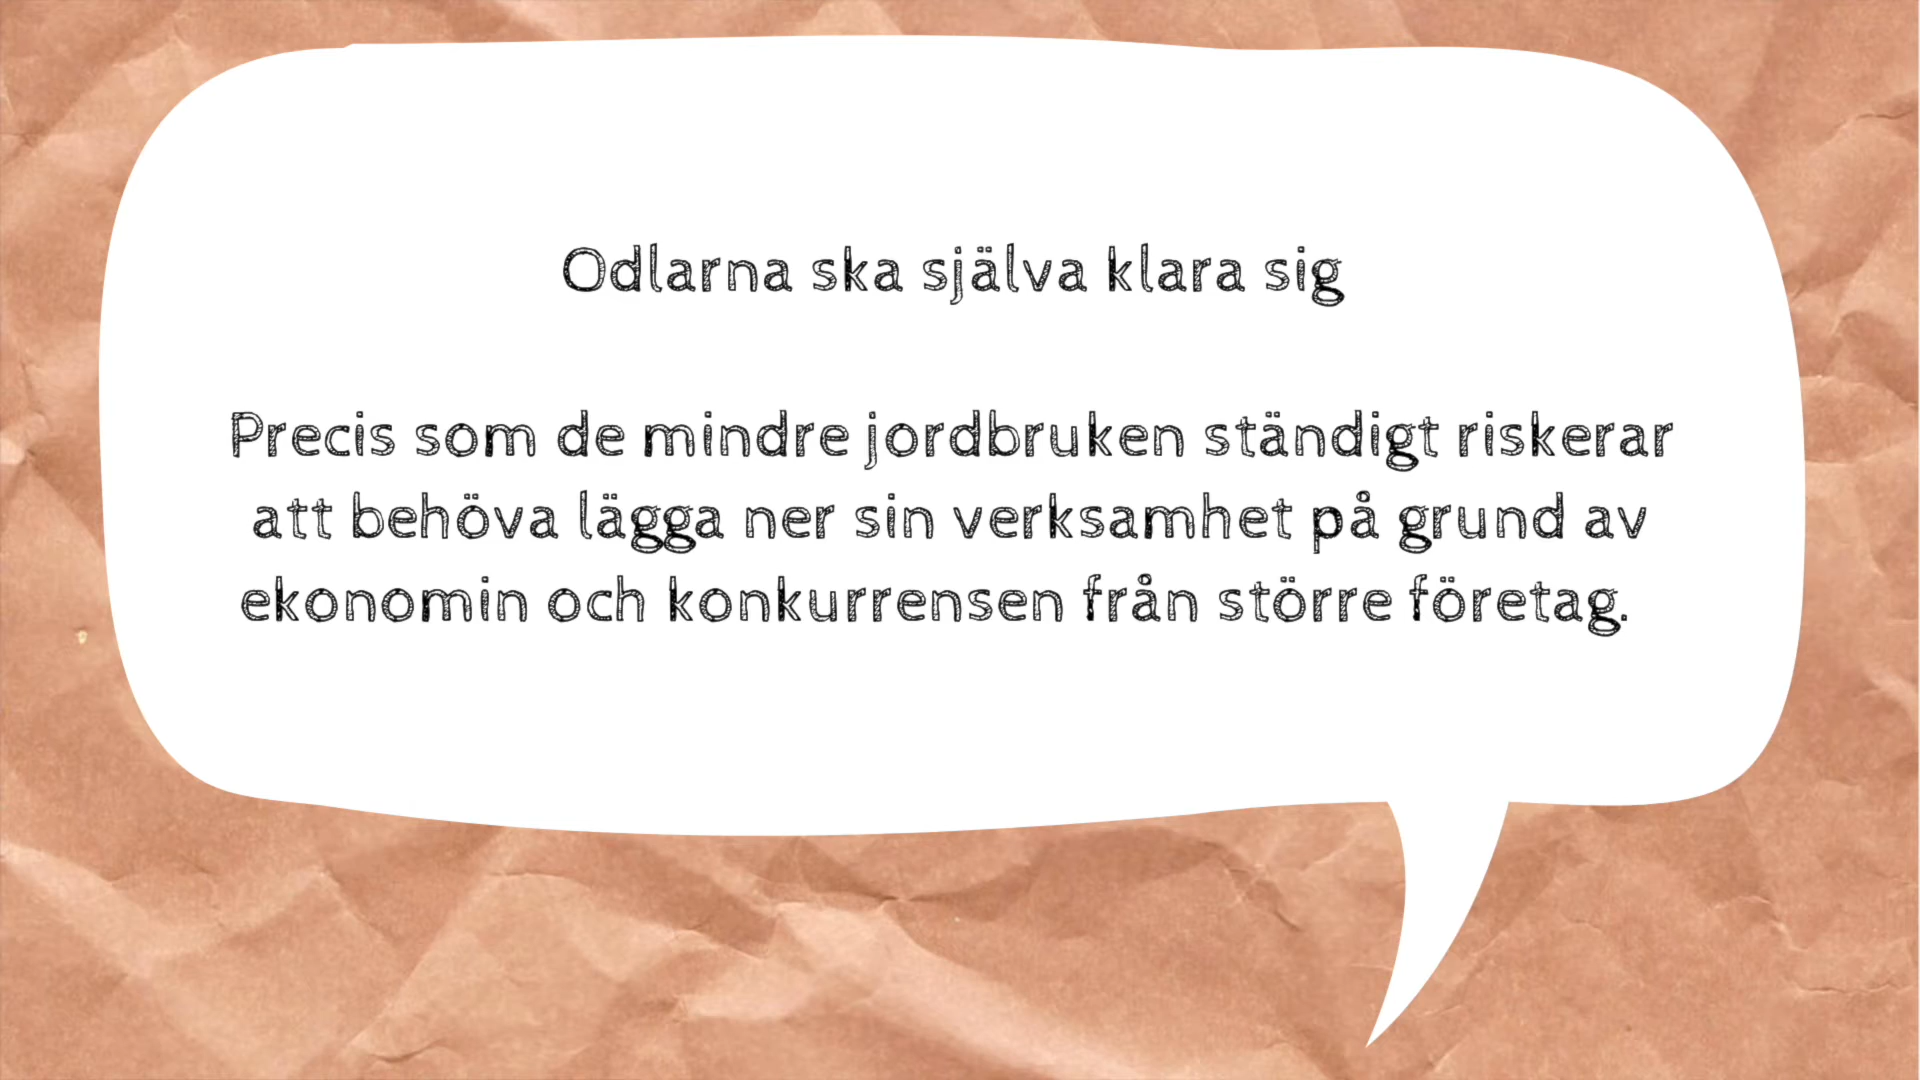 Odlarna ska själva klara sig
Precis som de mindre jordbruken ständigt riskerar
att behöva lägga ner sin verksamhet på grund av
ekonomin och konkurrensen från större företag.